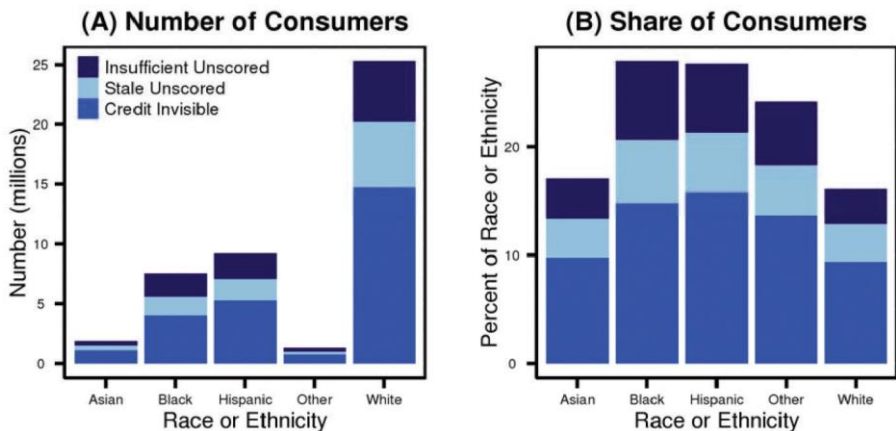 (A) Number of Consumers
25
20
15
10
5
0
Number (millions)
Insufficient Unscored
Stale Unscored
Credit Invisible
Asian Black Hispanic Other White
Race or Ethnicity
(B) Share of Consumers
20
10
0
Percent of Race or Ethnicity
Asian Black Hispanic Other White
Race or Ethnicity